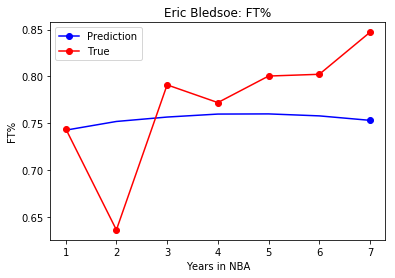 Eric Bledsoe: FT%
Prediction
True
FT%
0.85
0.80
0.75
0.70
0.65
1 2 3 4 5 6 7
Years in NBA